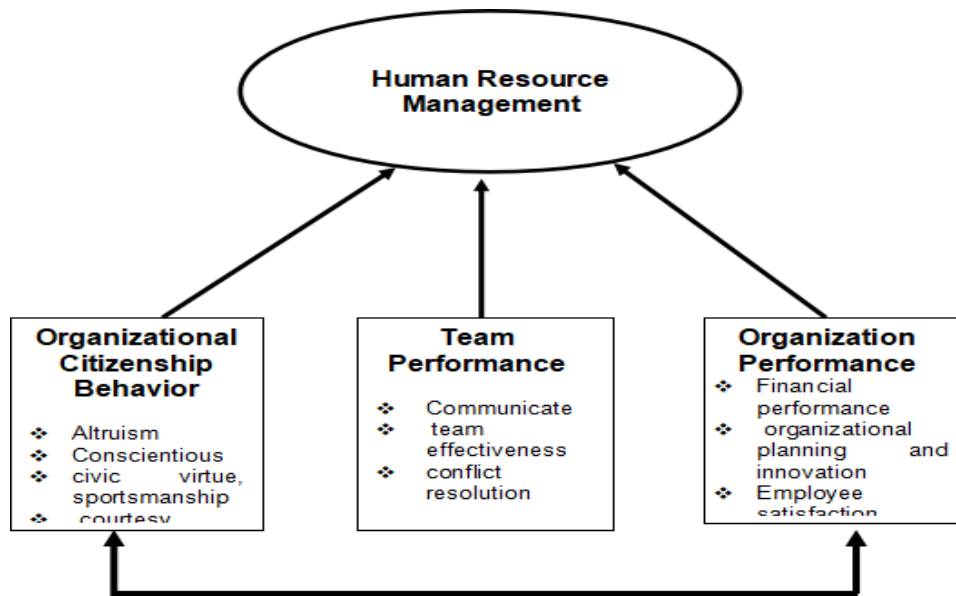 Human Resource
Management
Organizational
Citizenship
Behavior
❖ Altruism
❖ Conscientious
❖ civic virtue,
sportsmanship
❖ courtesy
Team
Performance
❖ Communicate
❖ team
effectiveness
❖ conflict
resolution
Organization
Performance
❖ Financial
performance
❖ organizational
planning and
innovation
❖ Employee
satisfaction